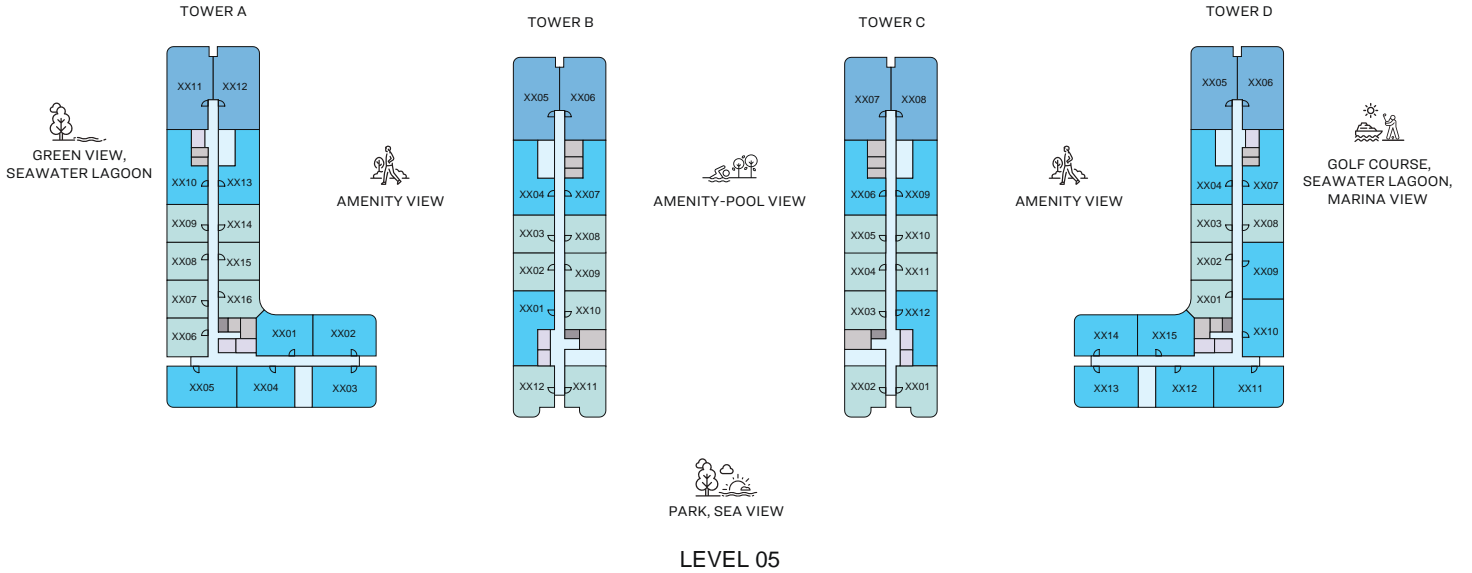 TOWER A
TOWER B
TOWER C
TOWER D
XX11 XX12
XX10 XX13
XX09 XX14
XX08 XX15
XX07 XX16
XX06 XX01 XX02
XX05 XX04 XX03
GREEN VIEW,
SEAWATER LAGOON
AMENITY VIEW
XX05 XX06
XX04 XX07
XX03 XX08
XX02 XX09
XX01 XX10
XX12 XX11
AMENITY-POOL VIEW
XX07 XX08
XX06 XX09
XX05 XX10
XX04 XX11
XX03 XX12
XX02 XX01
AMENITY VIEW
XX05 XX06
XX04 XX07
XX03 XX08
XX02 XX09
XX01
XX14 XX15 XX10
XX13 XX12 XX11
GOLF COURSE,
SEAWATER LAGOON,
MARINA VIEW
PARK, SEA VIEW
LEVEL 05